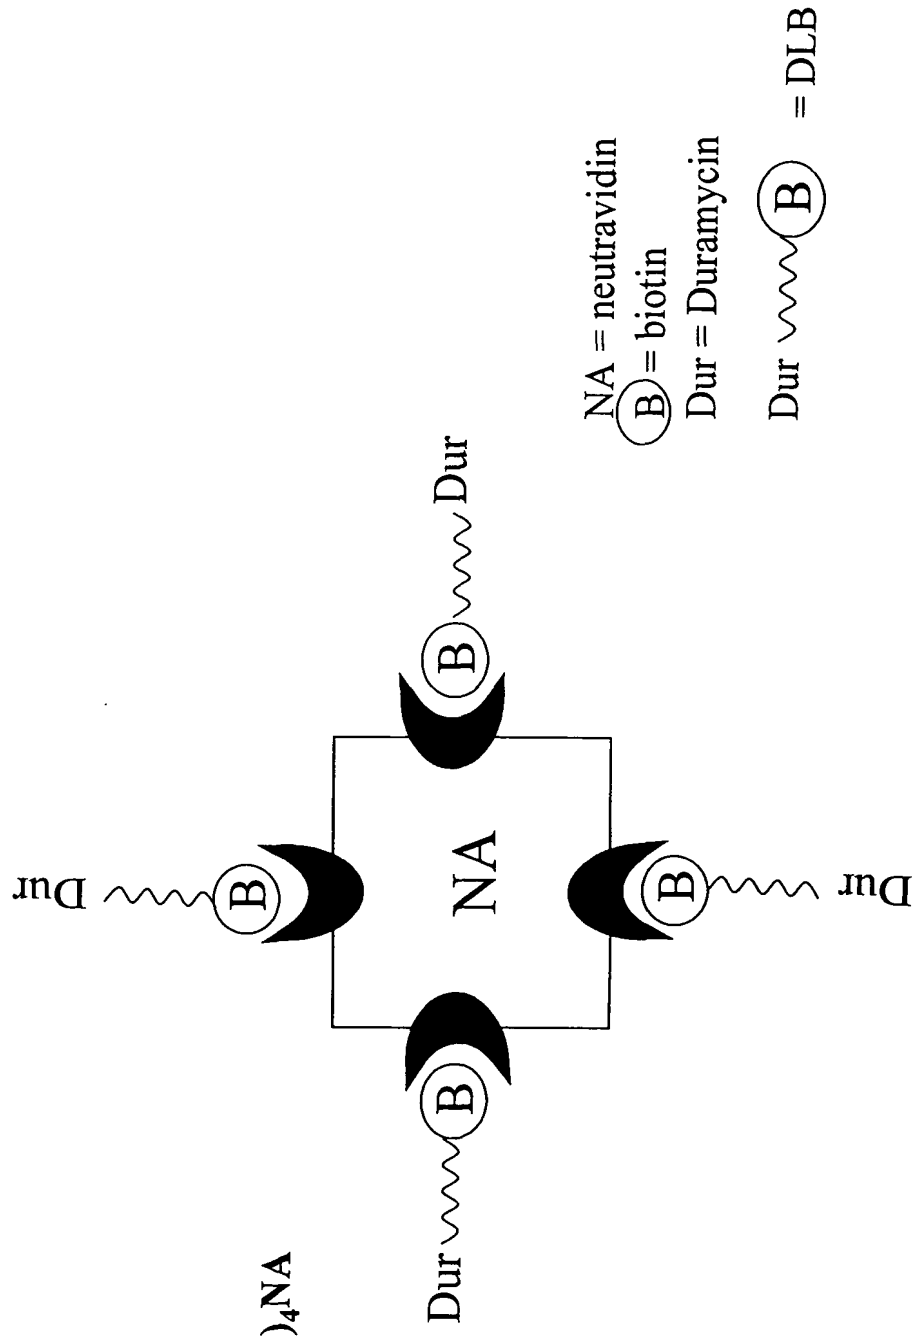 )₄NA
Dur
B
Dur
B
NA
B
Dur
B
Dur
NA = neutravidin
B = biotin
Dur = Duramycin
Dur B = DLB